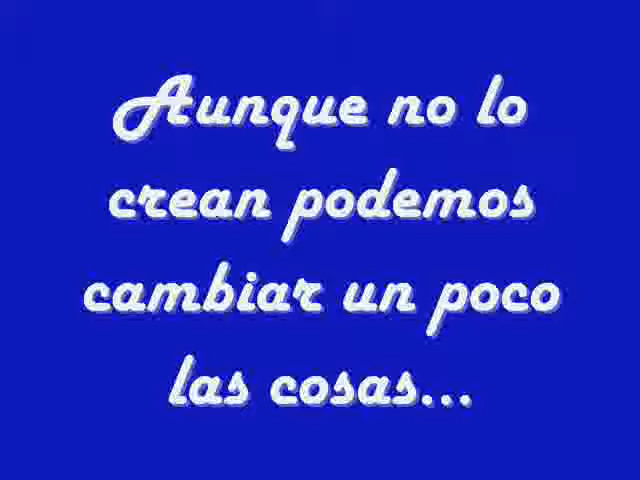 Aunque no lo
crean podemos
cambiar un poco
las cosas...